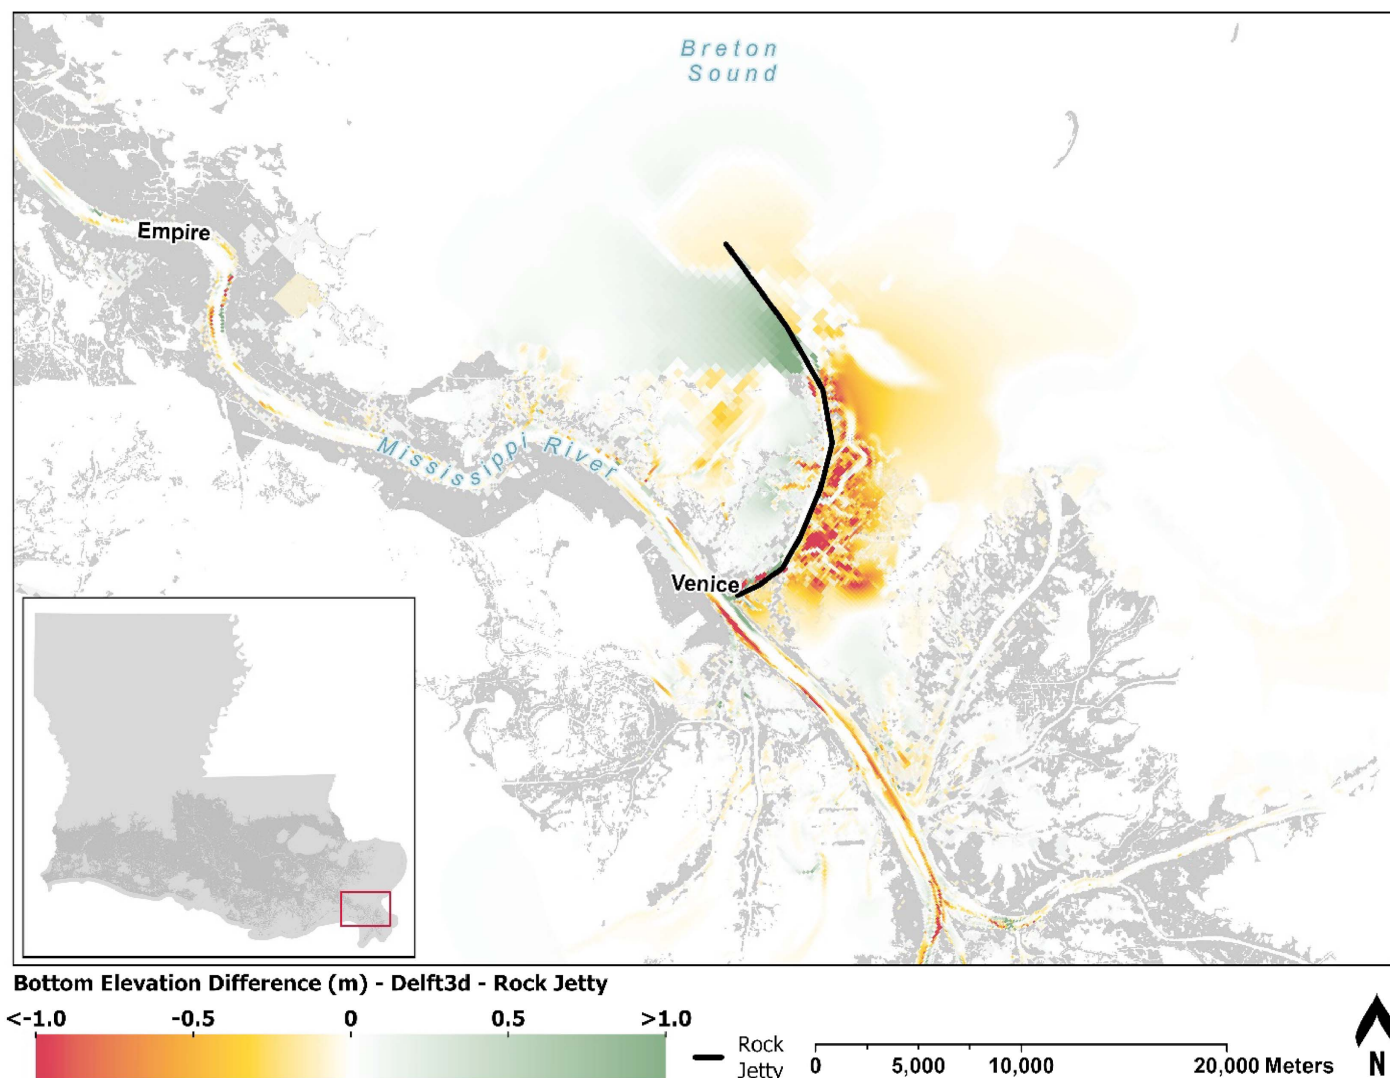 Breton
Sound
Empire
Mississippi River
Venice
Bottom Elevation Difference (m) - Delft3d - Rock Jetty
<-1.0 -0.5 0 0.5 >1.0
Rock
Jetty
0 5,000 10,000 20,000 Meters
N